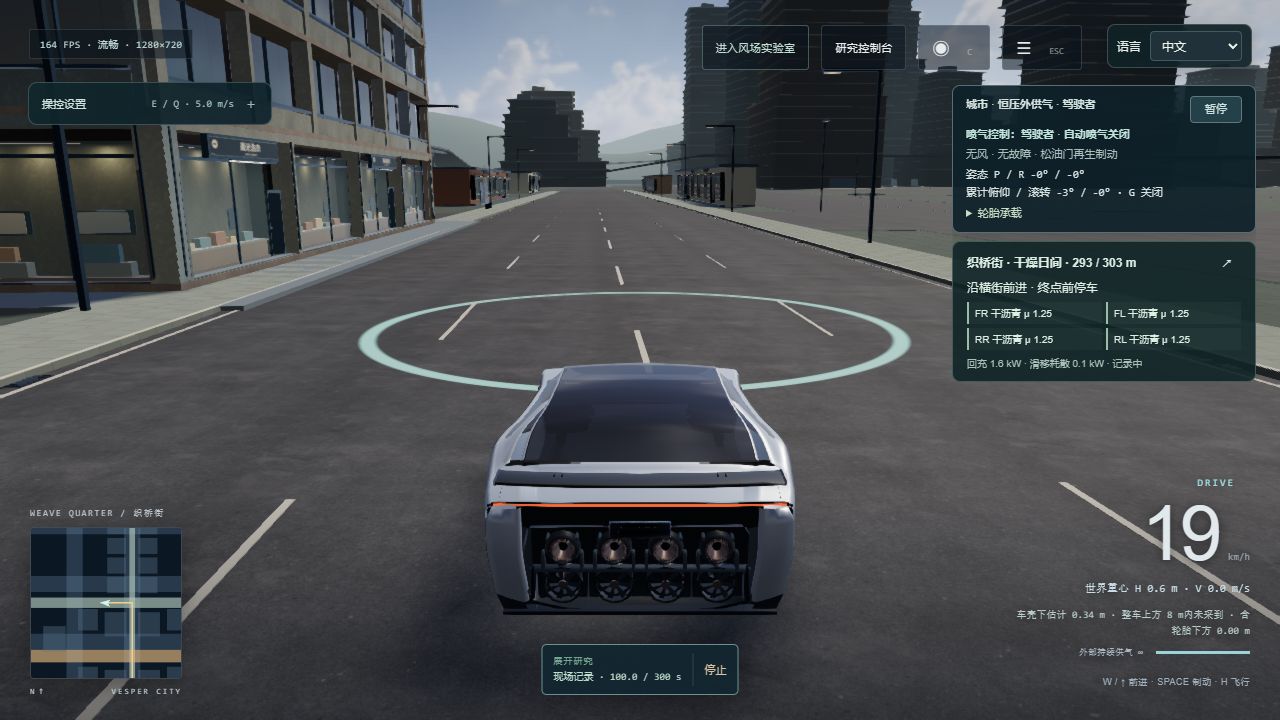 164 FPS · 流畅 · 1280×720
进入风场实验室
研究控制台
C
ESC
语言 中文
操控设置 E / Q · 5.0 m/s +
城市 · 恒压外供气 · 驾驶者
暂停
喷气控制：驾驶者 · 自动喷气关闭
无风 · 无故障 · 松油门再生制动
姿态 P / R -0° / -0°
原计俯仰 / 滚转 -3° / -0° · G 关闭
▶ 轮胎承载
织桥街 · 干燥日间 · 293 / 303 m ↗
沿横街前进 · 终点前停车
FR 干沥青 μ 1.25
FL 干沥青 μ 1.25
RR 干沥青 μ 1.25
RL 干沥青 μ 1.25
回充 1.6 kW · 滑移耗散 0.1 kW · 记录中
DRIVE
19 km/h
世界重心 H 0.6 m · V 0.0 m/s
车壳下估计 0.34 m · 整车上方 8 m内未采到 · 含
轮胎下方 0.00 m
外部持续供气 ∞
W / ↑ 前进 · SPACE 制动 · H 飞行
WEAVE QUARTER / 织桥街
N ↑
VESPER CITY
展开研究
现场记录 · 100.0 / 300 s
停止